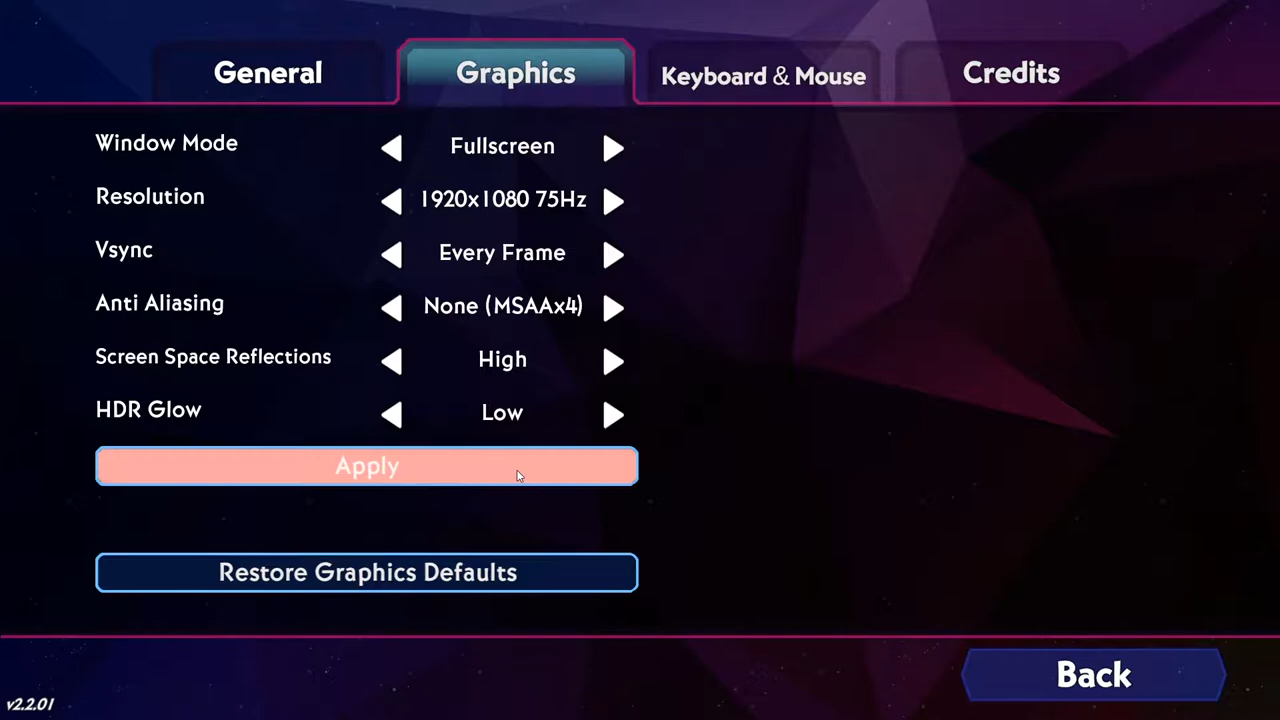 General
Graphics
Keyboard & Mouse
Credits
Window Mode
Fullscreen
Resolution
1920x1080 75Hz
Vsync
Every Frame
Anti Aliasing
None (MSAAx4)
Screen Space Reflections
High
HDR Glow
Low
Apply
Restore Graphics Defaults
Back
v2.2.01